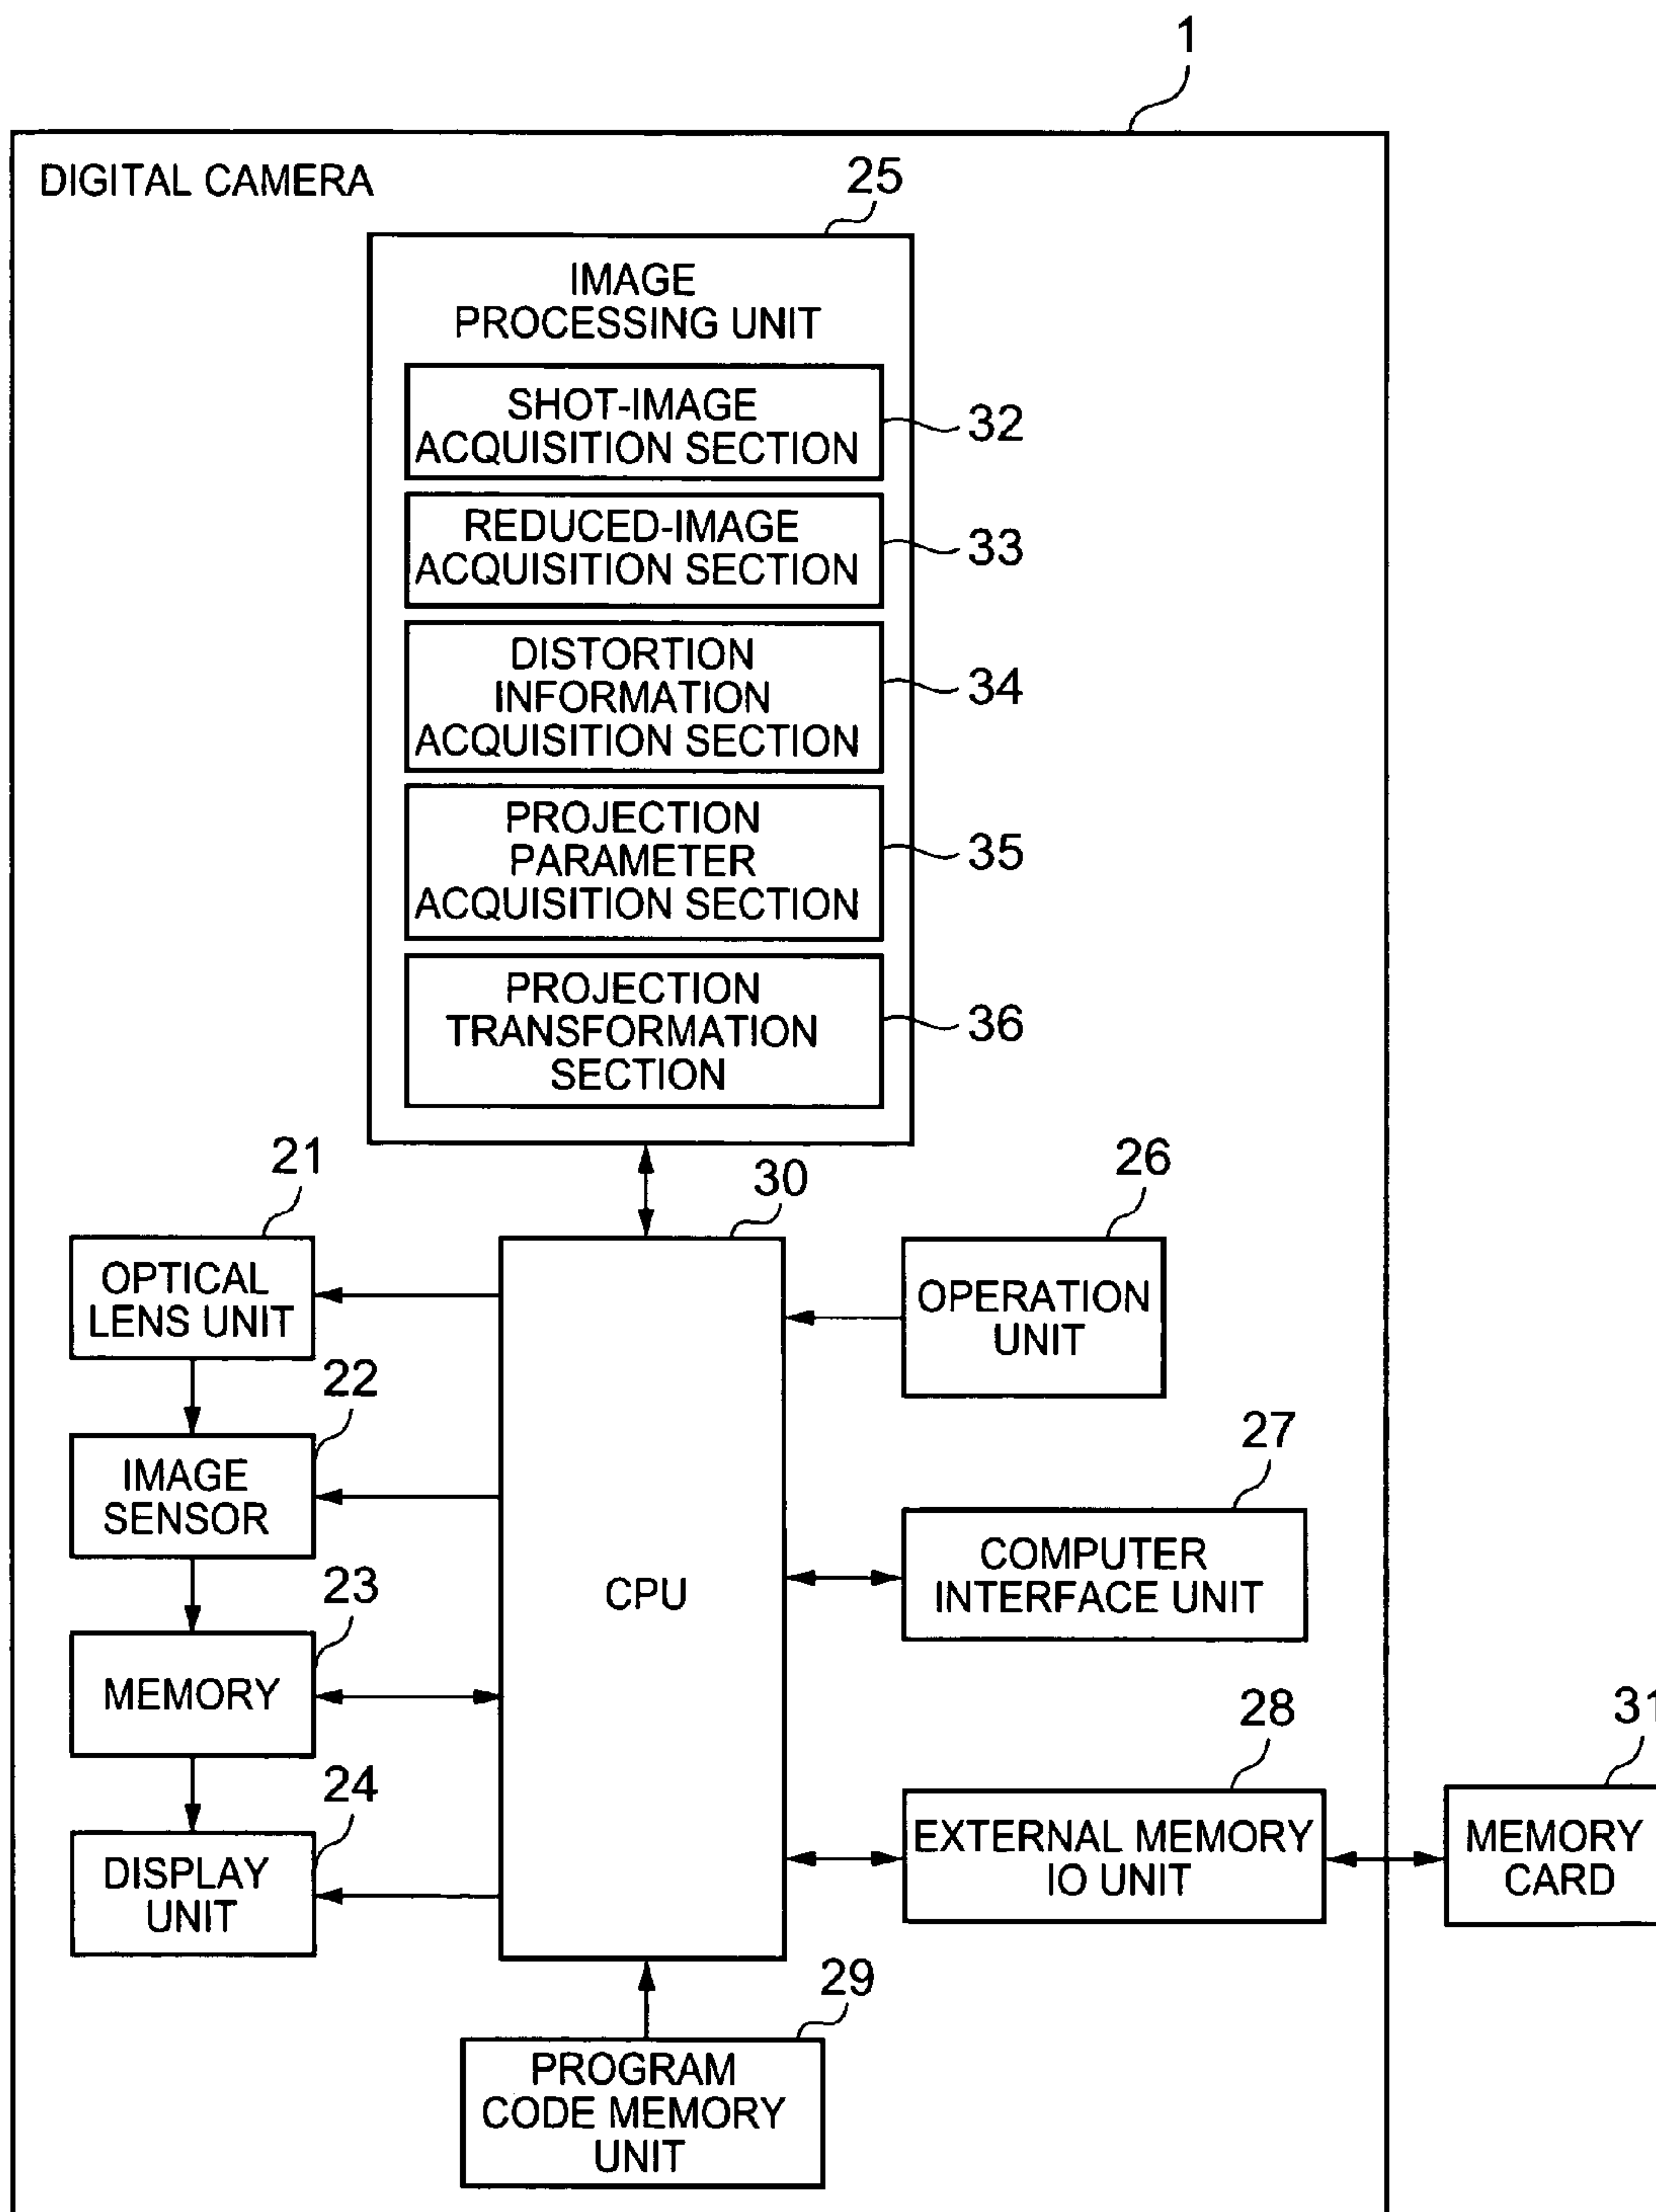 1
DIGITAL CAMERA
25
IMAGE
PROCESSING UNIT
SHOT-IMAGE
ACQUISITION SECTION
32
REDUCED-IMAGE
ACQUISITION SECTION
33
DISTORTION
INFORMATION
ACQUISITION SECTION
34
PROJECTION
PARAMETER
ACQUISITION SECTION
35
PROJECTION
TRANSFORMATION
SECTION
36
21
OPTICAL
LENS UNIT
22
IMAGE
SENSOR
23
MEMORY
24
DISPLAY
UNIT
30
CPU
26
OPERATION
UNIT
27
COMPUTER
INTERFACE UNIT
28
EXTERNAL MEMORY
IO UNIT
31
MEMORY
CARD
29
PROGRAM
CODE MEMORY
UNIT